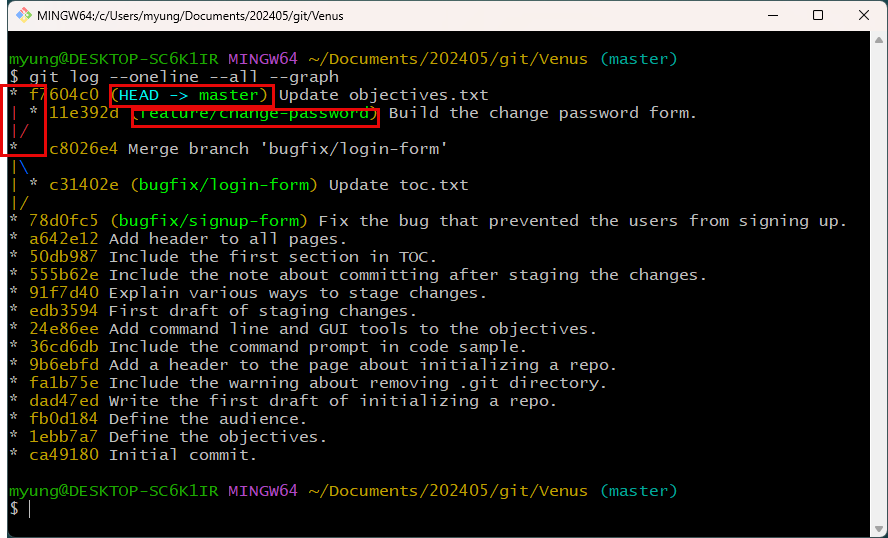 MINGW64:/c/Users/myung/Documents/202405/git/Venus
myung@DESKTOP-SC6K1IR MINGW64 ~/Documents/202405/git/Venus (master)
$ git log --oneline --all --graph
* f7604c0 (HEAD -> master) Update objectives.txt
| * 11e392d (feature/change-password) Build the change password form.
|/
*   c8026e4 Merge branch 'bugfix/login-form'
|\
| * c31402e (bugfix/login-form) Update toc.txt
|/
* 78d0fc5 (bugfix/signup-form) Fix the bug that prevented the users from signing up.
* a642e12 Add header to all pages.
* 50db987 Include the first section in TOC.
* 555b62e Include the note about committing after staging the changes.
* 91f7d40 Explain various ways to stage changes.
* edb3594 First draft of staging changes.
* 24e86ee Add command line and GUI tools to the objectives.
* 36cd6db Include the command prompt in code sample.
* 9b6ebfd Add a header to the page about initializing a repo.
* fa1b75e Include the warning about removing .git directory.
* dad47ed Write the first draft of initializing a repo.
* fb0d184 Define the audience.
* 1ebb7a7 Define the objectives.
* ca49180 Initial commit.
myung@DESKTOP-SC6K1IR MINGW64 ~/Documents/202405/git/Venus (master)
$